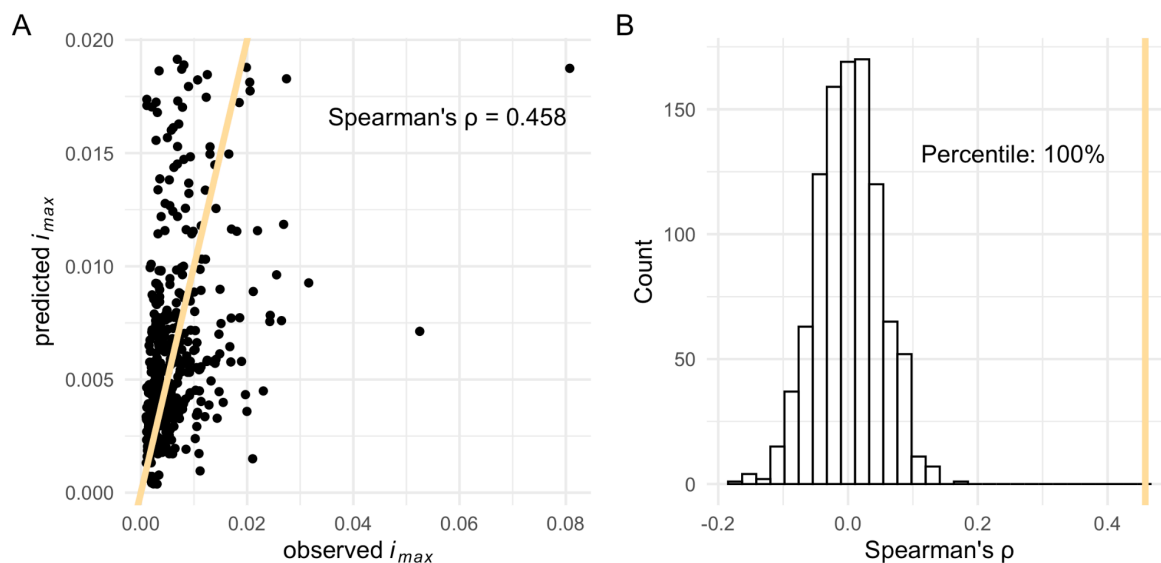 A
0.020
0.015
0.010
0.005
0.000
predicted i_max
Spearman's ρ = 0.458
0.00 0.02 0.04 0.06 0.08
observed i_max
B
150
100
50
0
Count
Percentile: 100%
-0.2 0.0 0.2 0.4
Spearman's ρ